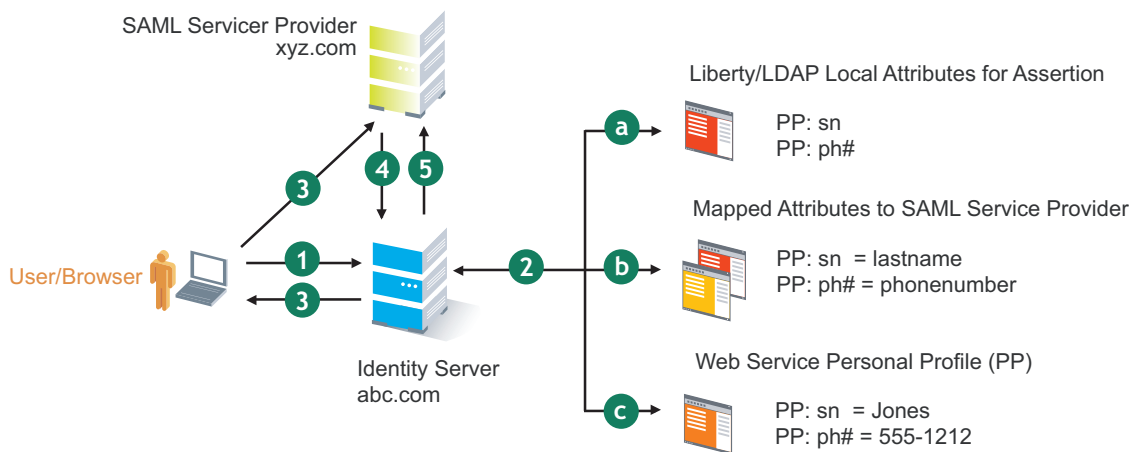 SAML Servicer Provider
xyz.com
Liberty/LDAP Local Attributes for Assertion
a
PP: sn
PP: ph#
4
5
3
Mapped Attributes to SAML Service Provider
User/Browser
1
2
b
PP: sn = lastname
PP: ph# = phonenumber
3
Identity Server
abc.com
Web Service Personal Profile (PP)
c
PP: sn = Jones
PP: ph# = 555-1212